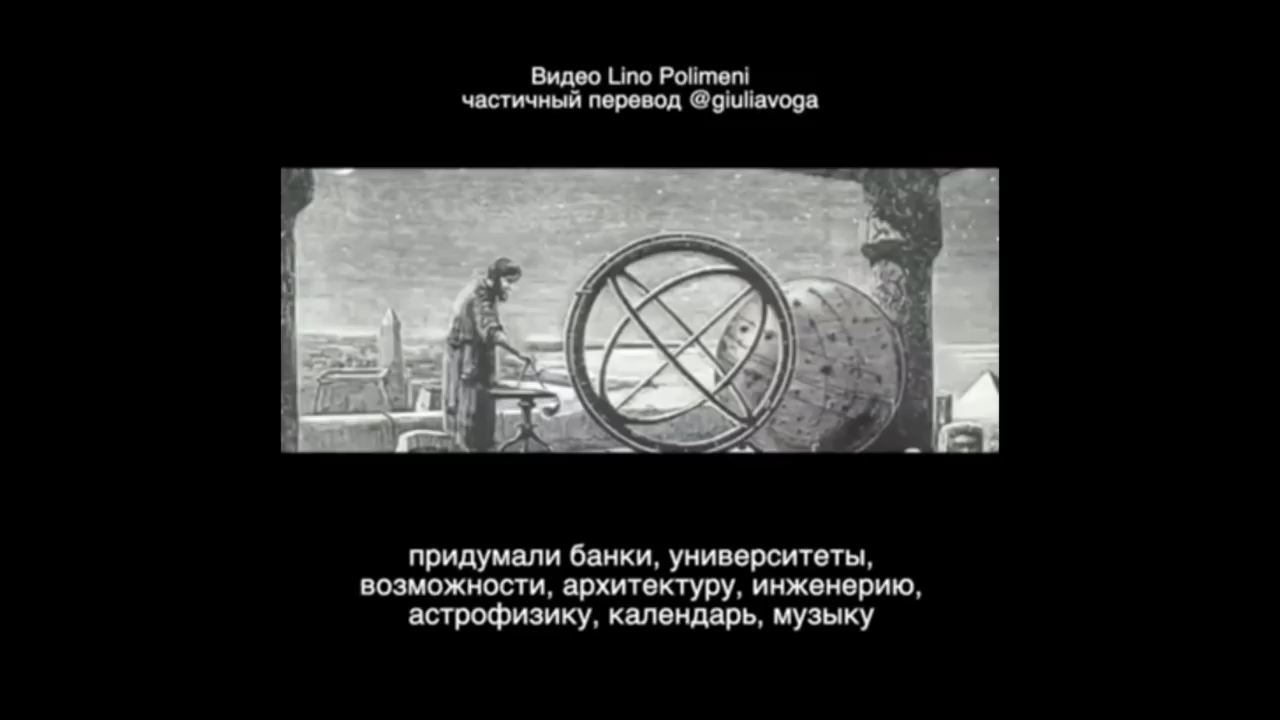 Видео Lino Polimeni
частичный перевод @giuliavoga
придумали банки, университеты,
возможности, архитектуру, инженерию,
астрофизику, календарь, музыку